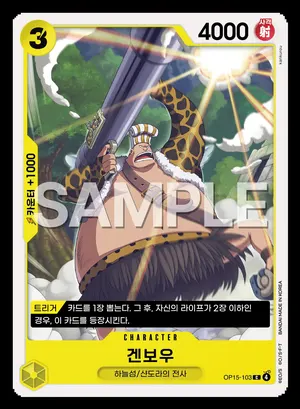 3
4000
사격
射
카운터 +1000
SAMPLE
트리거 카드를 1장 뽑는다. 그 후, 자신의 라이프가 2장 이하인
경우, 이 카드를 등장시킨다.
CHARACTER
겐보우
하늘섬/샨도라의 전사
OP15-103 C